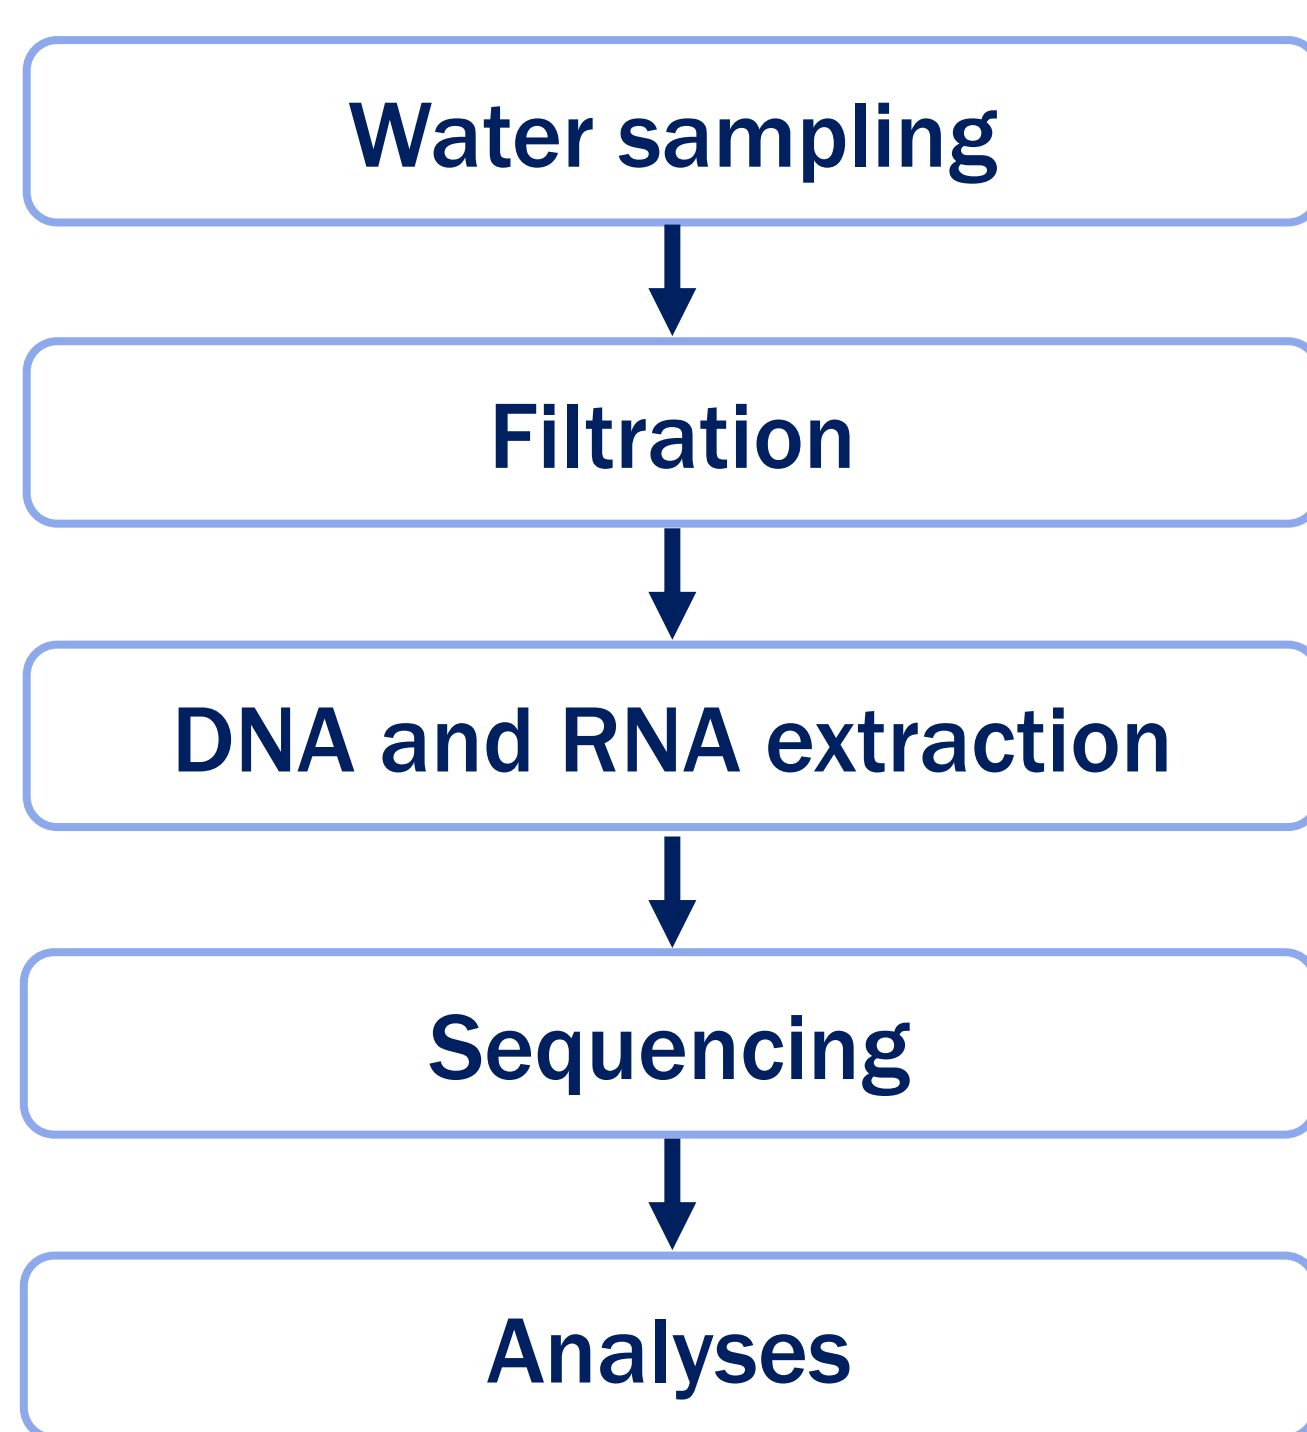 Water sampling
Filtration
DNA and RNA extraction
Sequencing
Analyses